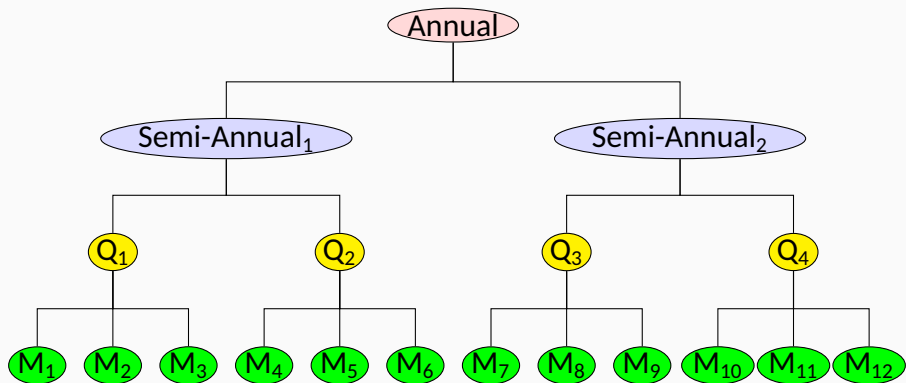 Annual
Semi-Annual₁ Semi-Annual₂
Q₁ Q₂ Q₃ Q₄
M₁ M₂ M₃ M₄ M₅ M₆ M₇ M₈ M₉ M₁₀ M₁₁ M₁₂